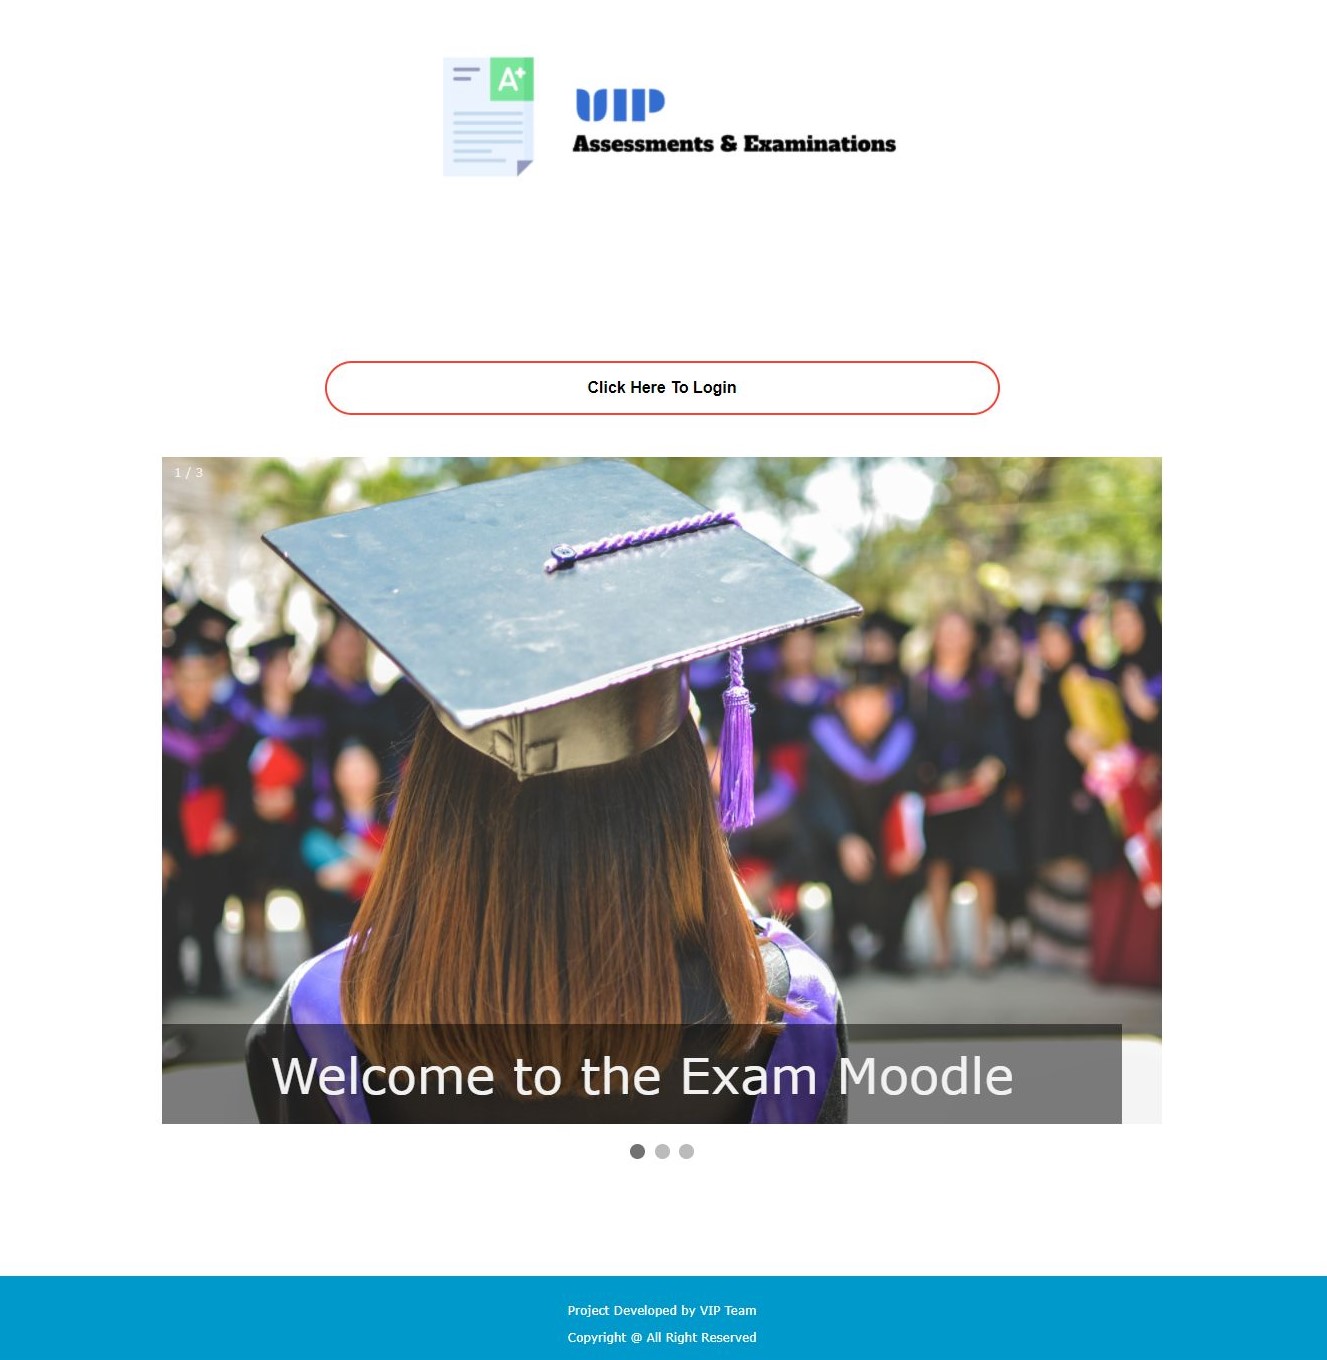 A+
VIP
Assessments & Examinations
Click Here To Login
1 / 3
Welcome to the Exam Moodle
Project Developed by VIP Team
Copyright @ All Right Reserved